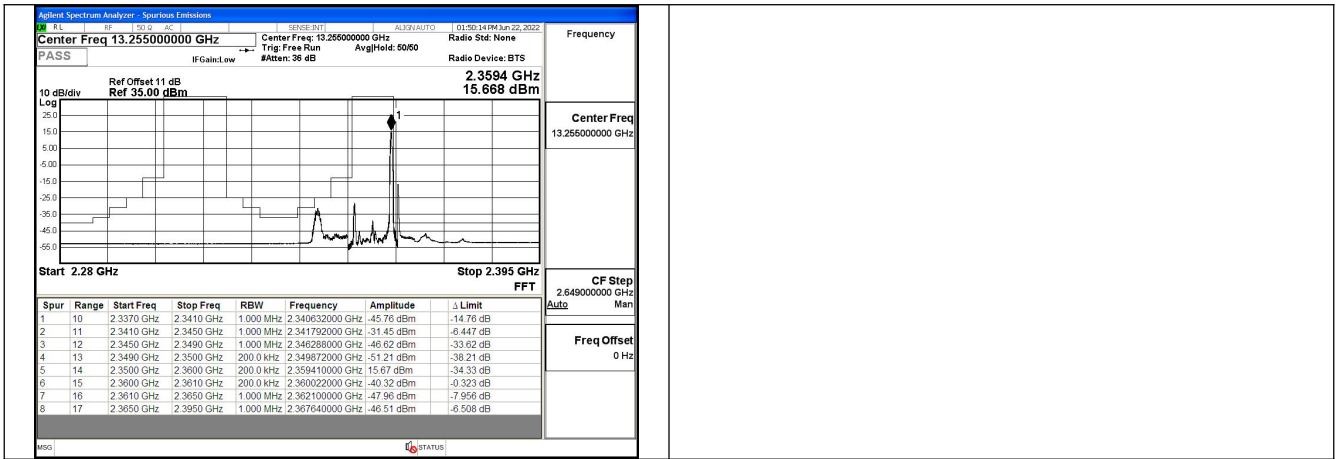 Agilent Spectrum Analyzer - Spurious Emissions
RL RF 50 Ω AC SENSE:INT ALIGN AUTO 01:50:14 PM Jun 22, 2022
Center Freq 13.255000000 GHz
Center Freq: 13.255000000 GHz
Radio Std: None
Trig: Free Run Avg|Hold: 50/50
PASS
IFGain:Low
#Atten: 36 dB
Radio Device: BTS
Ref Offset 11 dB
2.3594 GHz
10 dB/div Ref 35.00 dBm
15.668 dBm
Log
25.0
15.0
5.00
-5.00
-15.0
-25.0
-35.0
-45.0
-55.0
1
Start 2.28 GHz Stop 2.395 GHz
FFT
Spur Range Start Freq Stop Freq RBW Frequency Amplitude Δ Limit
1 10 2.3370 GHz 2.3410 GHz 1.000 MHz 2.340632000 GHz -45.76 dBm -14.76 dB
2 11 2.3410 GHz 2.3450 GHz 1.000 MHz 2.341792000 GHz -31.45 dBm -6.447 dB
3 12 2.3450 GHz 2.3490 GHz 1.000 MHz 2.346288000 GHz -46.62 dBm -33.62 dB
4 13 2.3490 GHz 2.3500 GHz 200.0 kHz 2.349872000 GHz -51.21 dBm -38.21 dB
5 14 2.3500 GHz 2.3600 GHz 200.0 kHz 2.359410000 GHz 15.67 dBm -34.33 dB
6 15 2.3600 GHz 2.3610 GHz 200.0 kHz 2.360022000 GHz -40.32 dBm -0.323 dB
7 16 2.3610 GHz 2.3650 GHz 1.000 MHz 2.362100000 GHz -47.96 dBm -7.956 dB
8 17 2.3650 GHz 2.3950 GHz 1.000 MHz 2.367640000 GHz -46.51 dBm -6.508 dB
MSG STATUS
Frequency
Center Freq
13.255000000 GHz
CF Step
2.649000000 GHz
Auto Man
Freq Offset
0 Hz